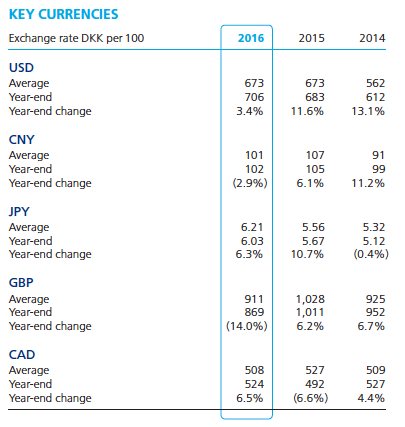 KEY CURRENCIES
Exchange rate DKK per 100 2016 2015 2014
USD
Average 673 673 562
Year-end 706 683 612
Year-end change 3.4% 11.6% 13.1%
CNY
Average 101 107 91
Year-end 102 105 99
Year-end change (2.9%) 6.1% 11.2%
JPY
Average 6.21 5.56 5.32
Year-end 6.03 5.67 5.12
Year-end change 6.3% 10.7% (0.4%)
GBP
Average 911 1,028 925
Year-end 869 1,011 952
Year-end change (14.0%) 6.2% 6.7%
CAD
Average 508 527 509
Year-end 524 492 527
Year-end change 6.5% (6.6%) 4.4%